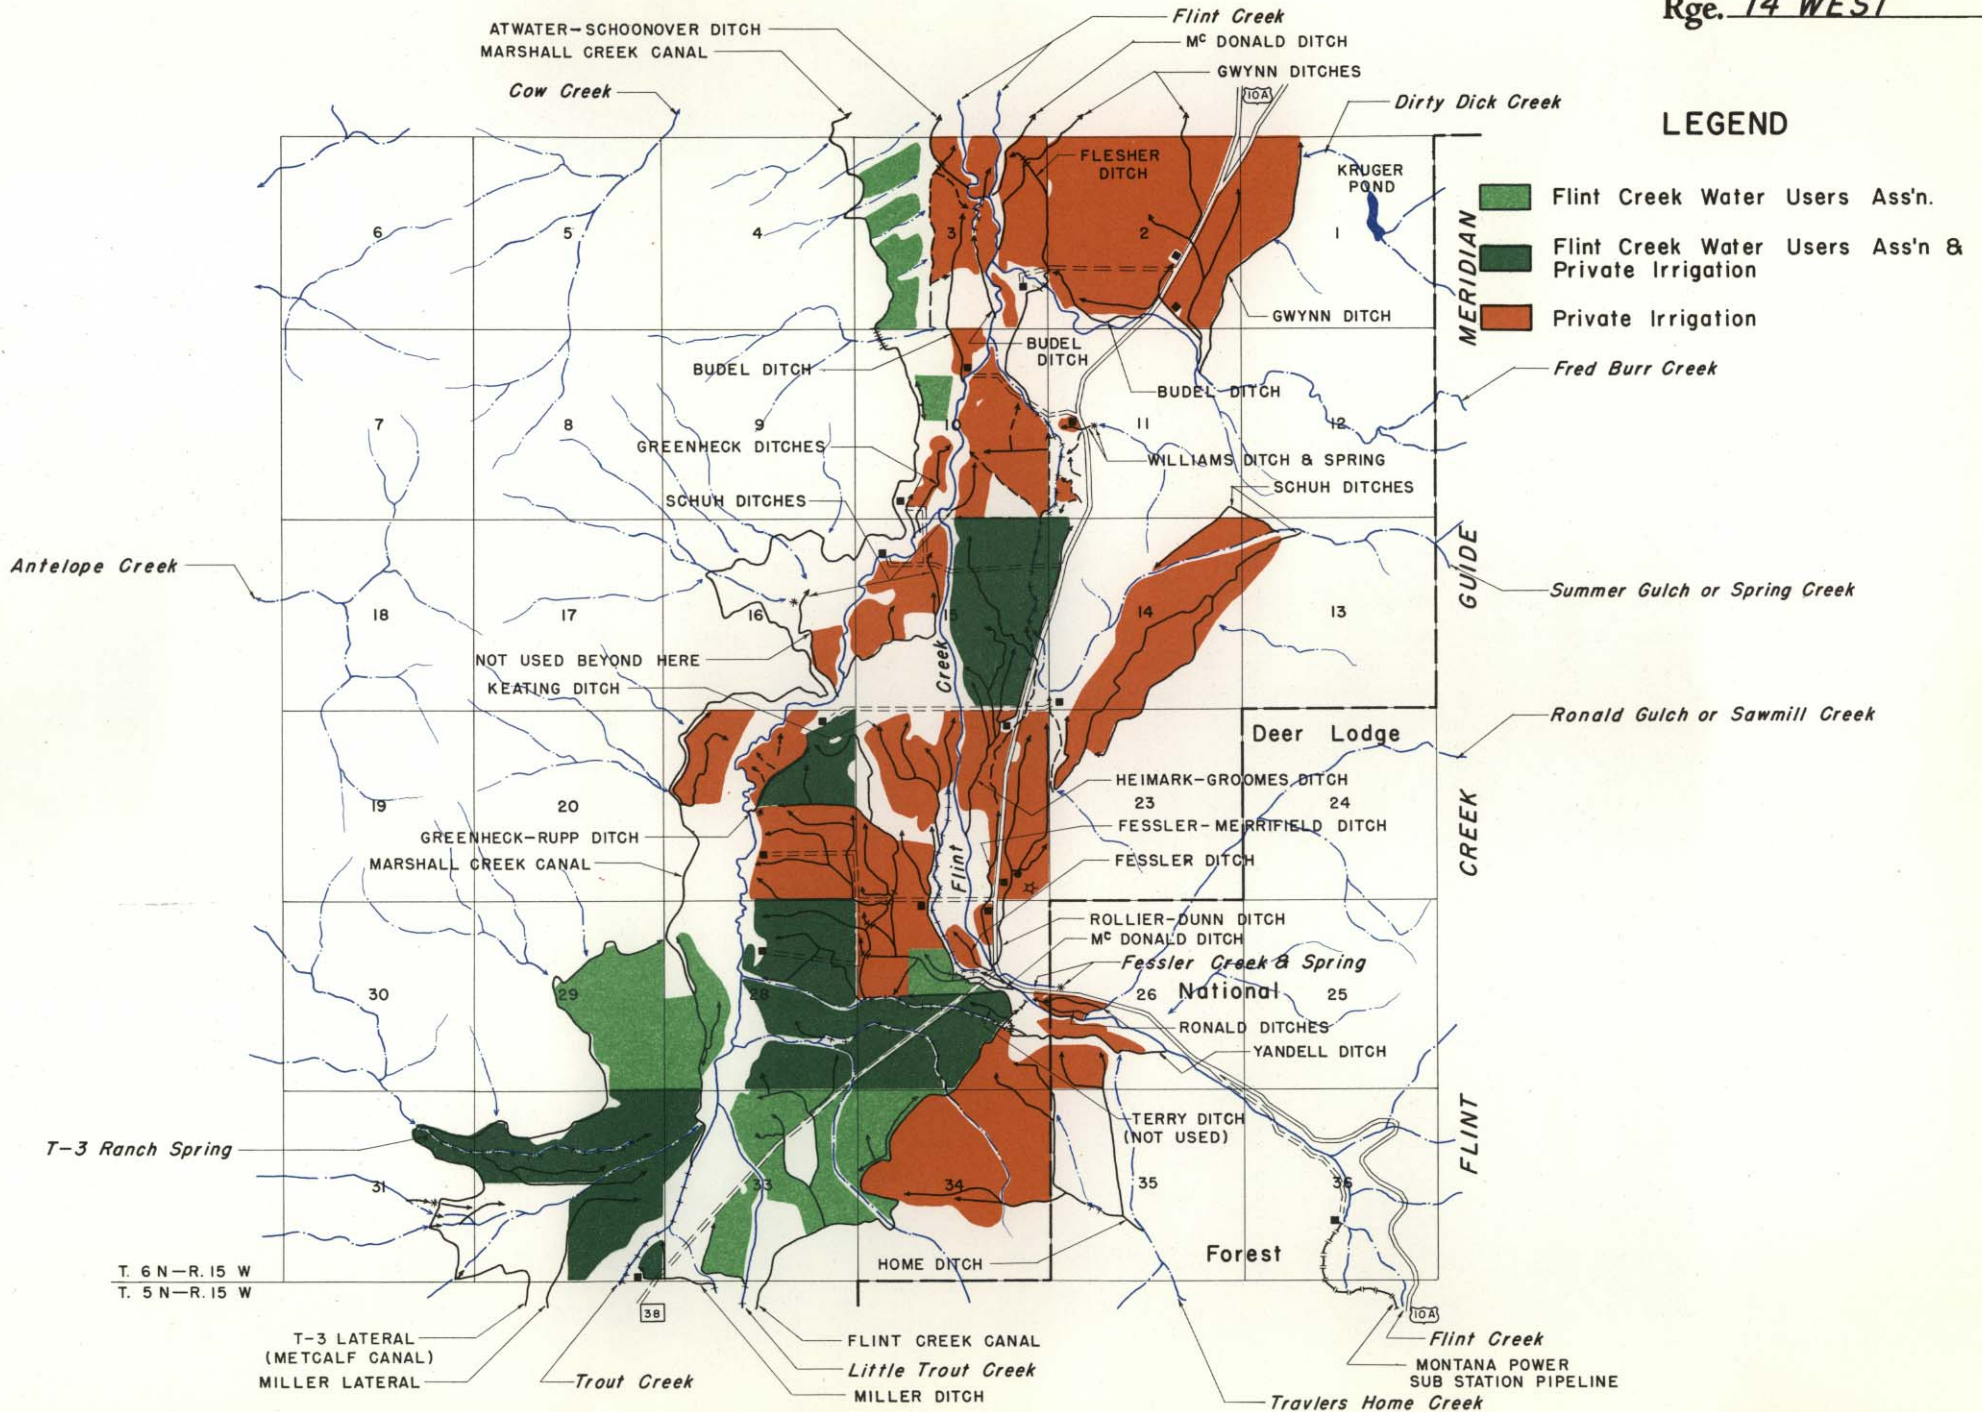 Rge. 14 WEST
ATWATER-SCHOONOVER DITCH
MARSHALL CREEK CANAL
Cow Creek
Flint Creek
Mc DONALD DITCH
GWYNN DITCHES
10A
Dirty Dick Creek
LEGEND
Flint Creek Water Users Ass'n.
Flint Creek Water Users Ass'n &
Private Irrigation
Private Irrigation
FLESHER
DITCH
KRUGER
POND
6
5
4
3
2
1
MERIDIAN
GWYNN DITCH
BUDEL
DITCH
BUDEL DITCH
BUDEL DITCH
Fred Burr Creek
7
8
9
10
11
12
GREENHECK DITCHES
WILLIAMS DITCH & SPRING
SCHUH DITCHES
SCHUH DITCHES
GUIDE
Antelope Creek
Summer Gulch or Spring Creek
18
17
16
15
14
13
NOT USED BEYOND HERE
KEATING DITCH
Creek
Ronald Gulch or Sawmill Creek
Deer Lodge
HEIMARK-GROOMES DITCH
19
20
23
24
CREEK
GREENHECK-RUPP DITCH
FESSLER-MERRIFIELD DITCH
MARSHALL CREEK CANAL
FESSLER DITCH
Flint
ROLLIER-DUNN DITCH
Mc DONALD DITCH
Fessler Creek & Spring
30
29
28
26
National
25
RONALD DITCHES
YANDELL DITCH
TERRY DITCH
(NOT USED)
FLINT
T-3 Ranch Spring
31
33
34
35
36
HOME DITCH
Forest
T. 6 N-R. 15 W
T. 5 N-R. 15 W
38
10A
T-3 LATERAL
(METCALF CANAL)
MILLER LATERAL
Trout Creek
FLINT CREEK CANAL
Little Trout Creek
MILLER DITCH
Flint Creek
MONTANA POWER
SUB STATION PIPELINE
Travlers Home Creek